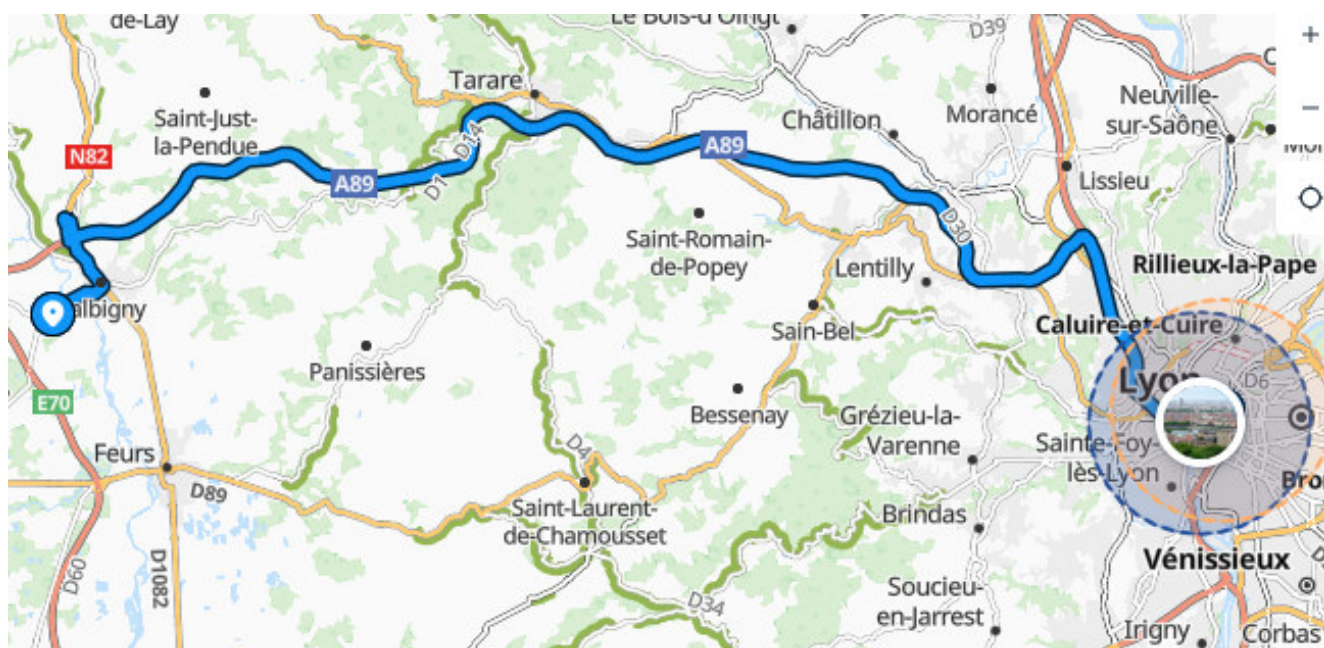 de-Lay
Le Bois-d'Oingt
D39
Tarare
Saint-Just-
la-Pendue
Châtillon
Morancé
Neuville-
sur-Saône
+
−
N82
D14
A89
A89
D1
Lissieu
Saint-Romain-
de-Popey
D30
Lentilly
Rillieux-la-Pape
albigny
Sain-Bel
Caluire-et-Cuire
Panissières
Lyon
D6
E70
Bessenay
Grézieu-la-
Varenne
Sainte-Foy-
lès-Lyon
Feurs
D89
D4
Saint-Laurent-
de-Chamousset
Brindas
Vénissieux
D1082
D60
D34
Soucieu-
en-Jarrest
Irigny
Corbas